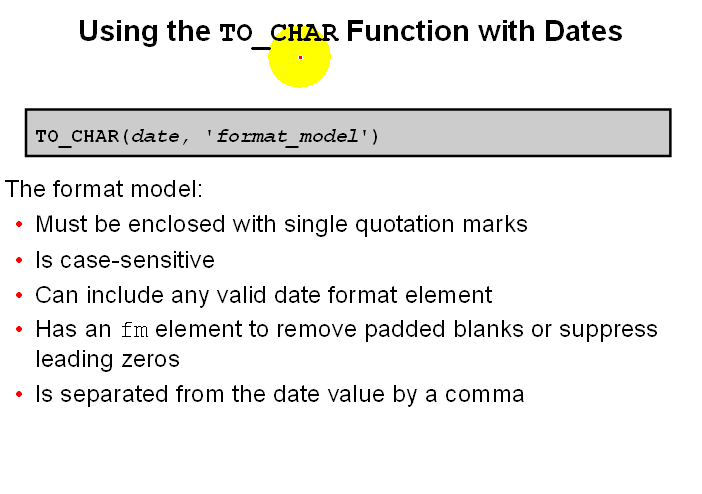 Using the TO_CHAR Function with Dates
TO_CHAR(date, 'format_model')
The format model:
• Must be enclosed with single quotation marks
• Is case-sensitive
• Can include any valid date format element
• Has an fm element to remove padded blanks or suppress
leading zeros
• Is separated from the date value by a comma